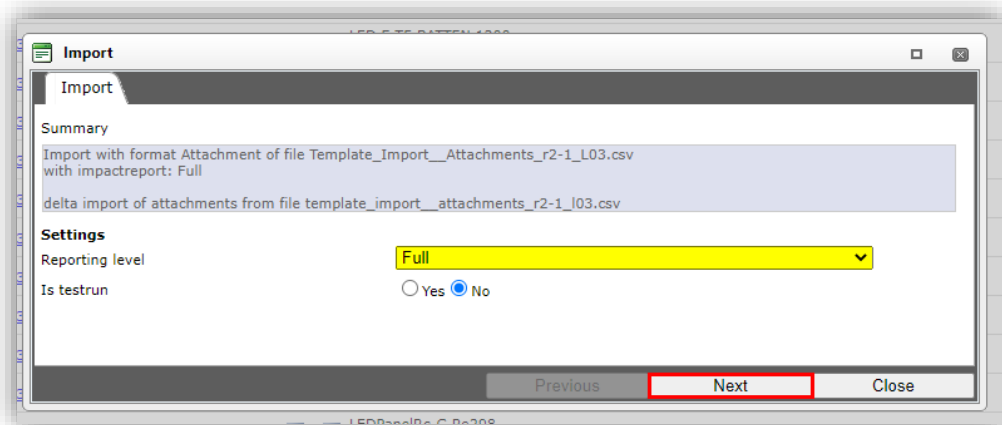 Import
Import
Summary
Import with format Attachment of file Template_Import__Attachments_r2-1_L03.csv
with impactreport: Full
delta import of attachments from file template_import__attachments_r2-1_l03.csv
Settings
Reporting level Full
Is testrun Yes No
Previous Next Close